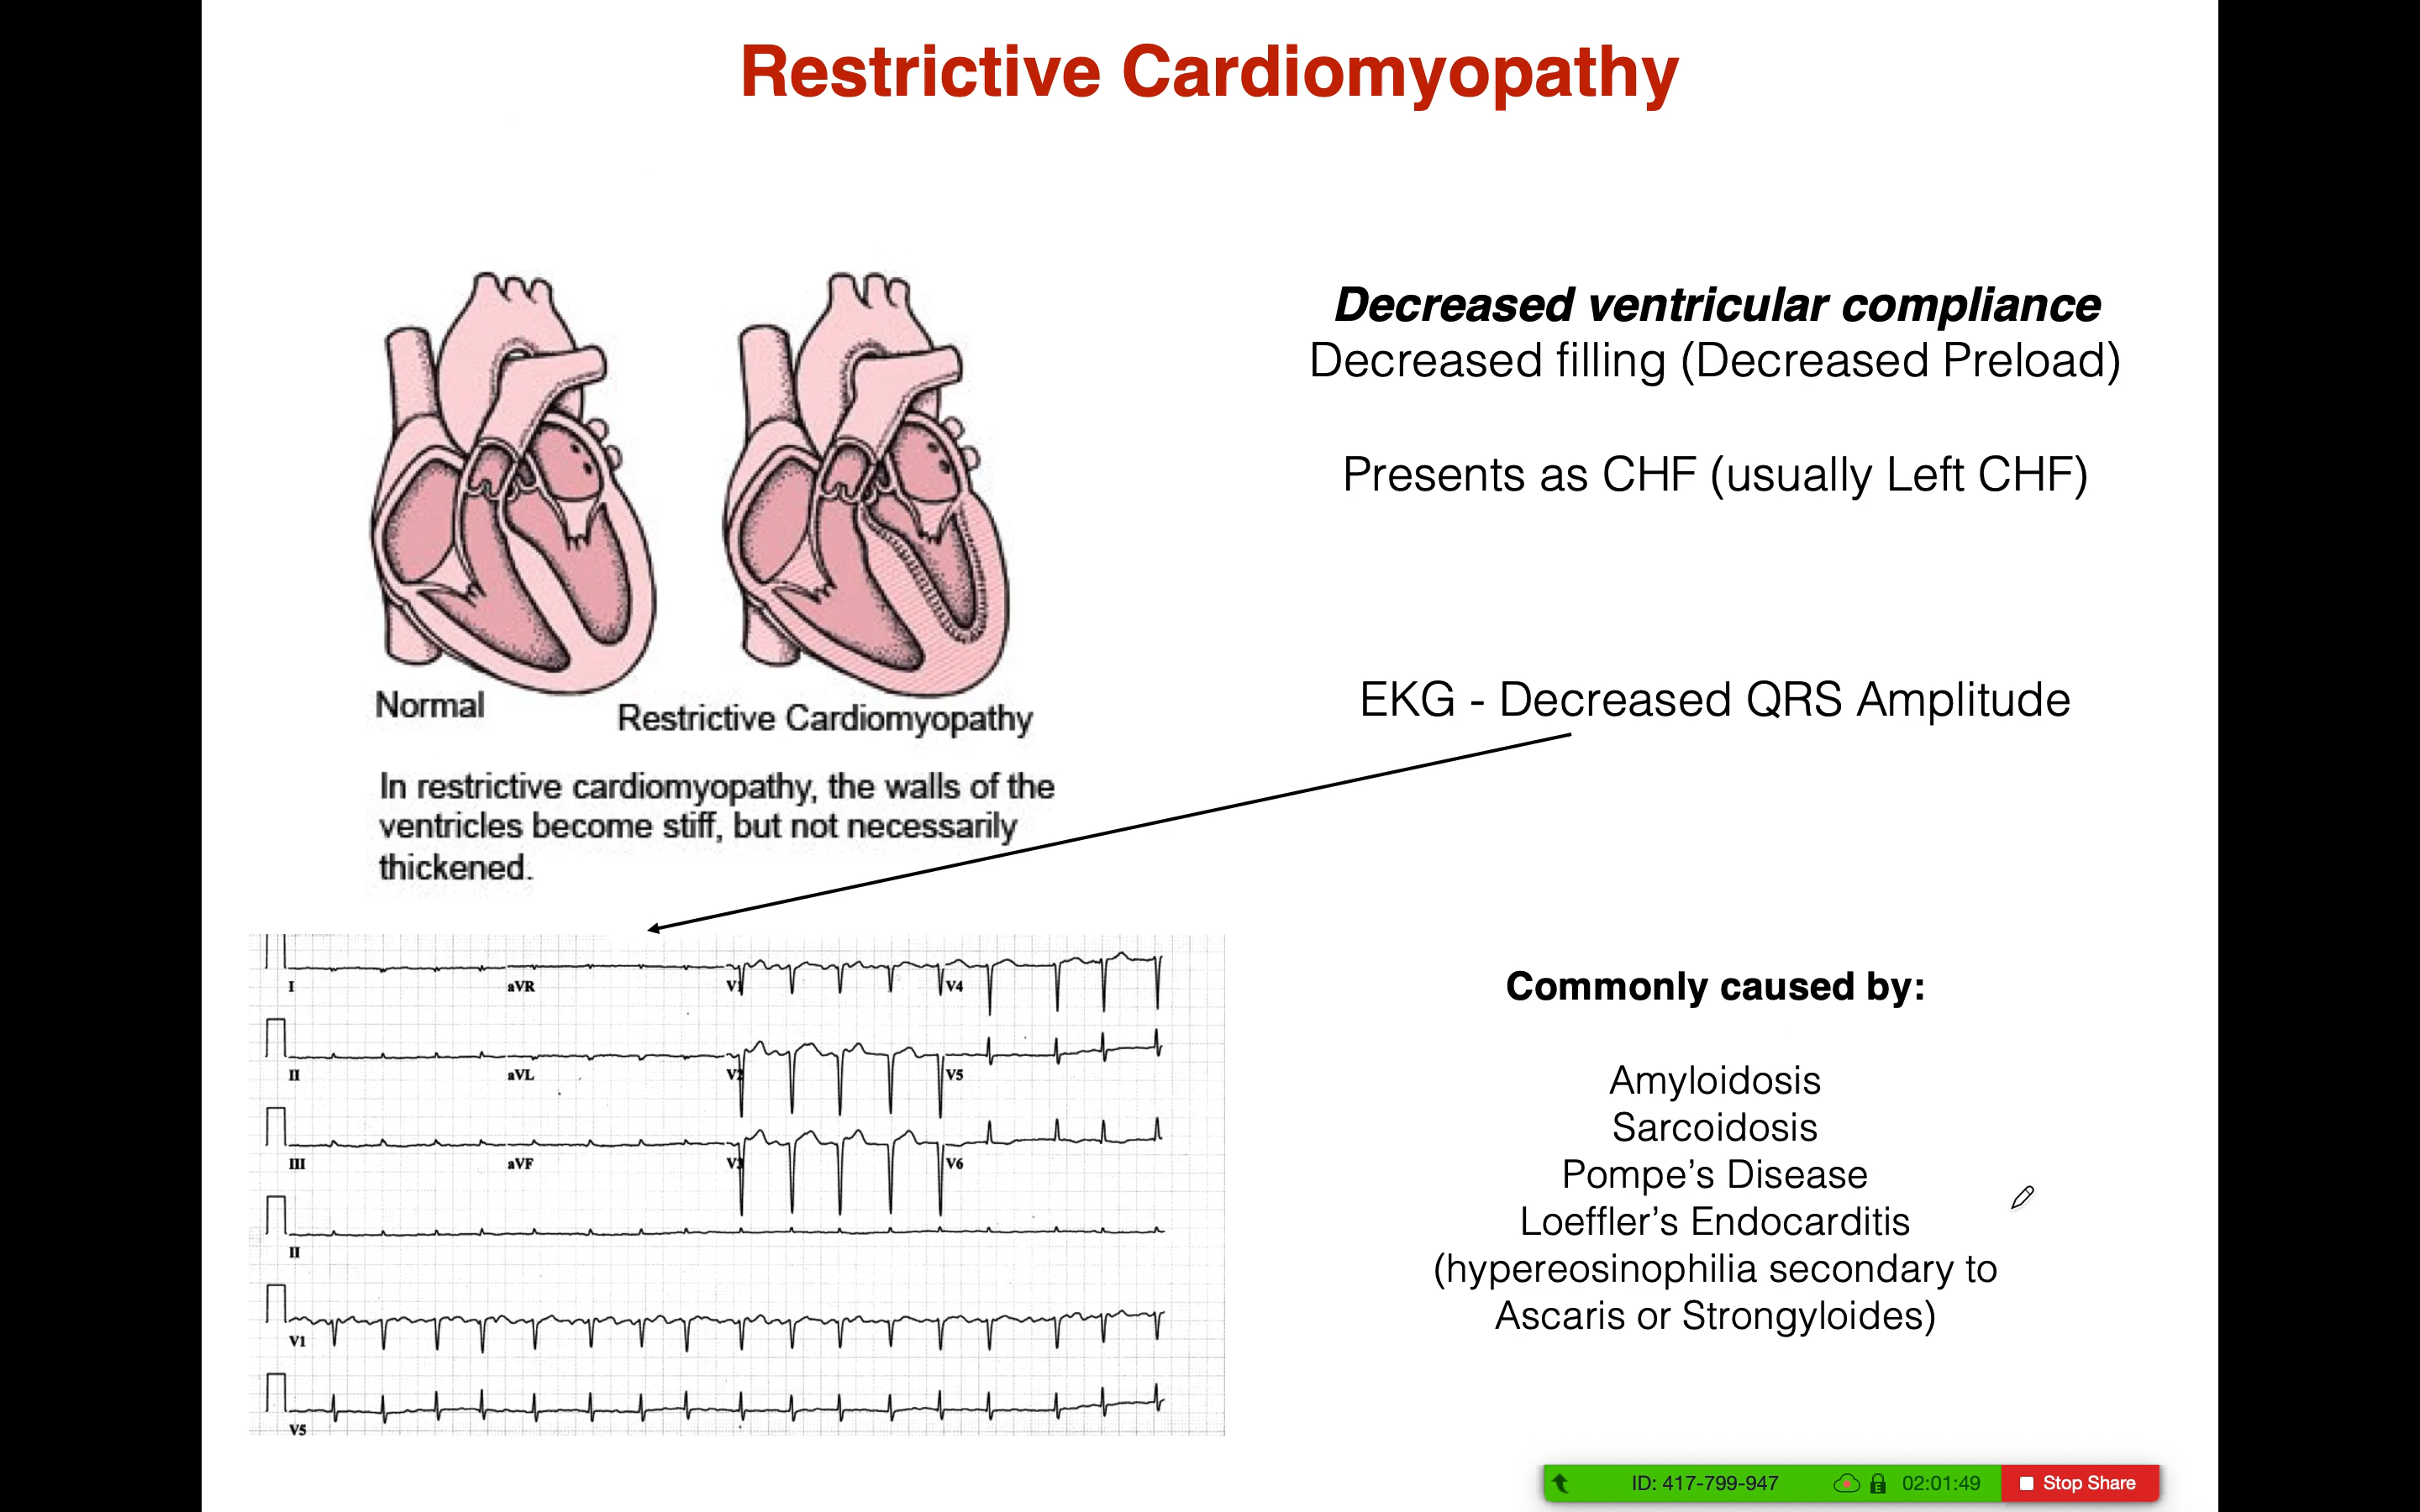 Restrictive Cardiomyopathy
Decreased ventricular compliance
Decreased filling (Decreased Preload)
Presents as CHF (usually Left CHF)
EKG - Decreased QRS Amplitude
Normal
Restrictive Cardiomyopathy
In restrictive cardiomyopathy, the walls of the
ventricles become stiff, but not necessarily
thickened.
I aVR V1 V4
II aVL V2 V5
III aVF V3 V6
II
V1
V5
Commonly caused by:
Amyloidosis
Sarcoidosis
Pompe's Disease
Loeffler's Endocarditis
(hypereosinophilia secondary to
Ascaris or Strongyloides)
ID: 417-799-947 E 02:01:49 Stop Share